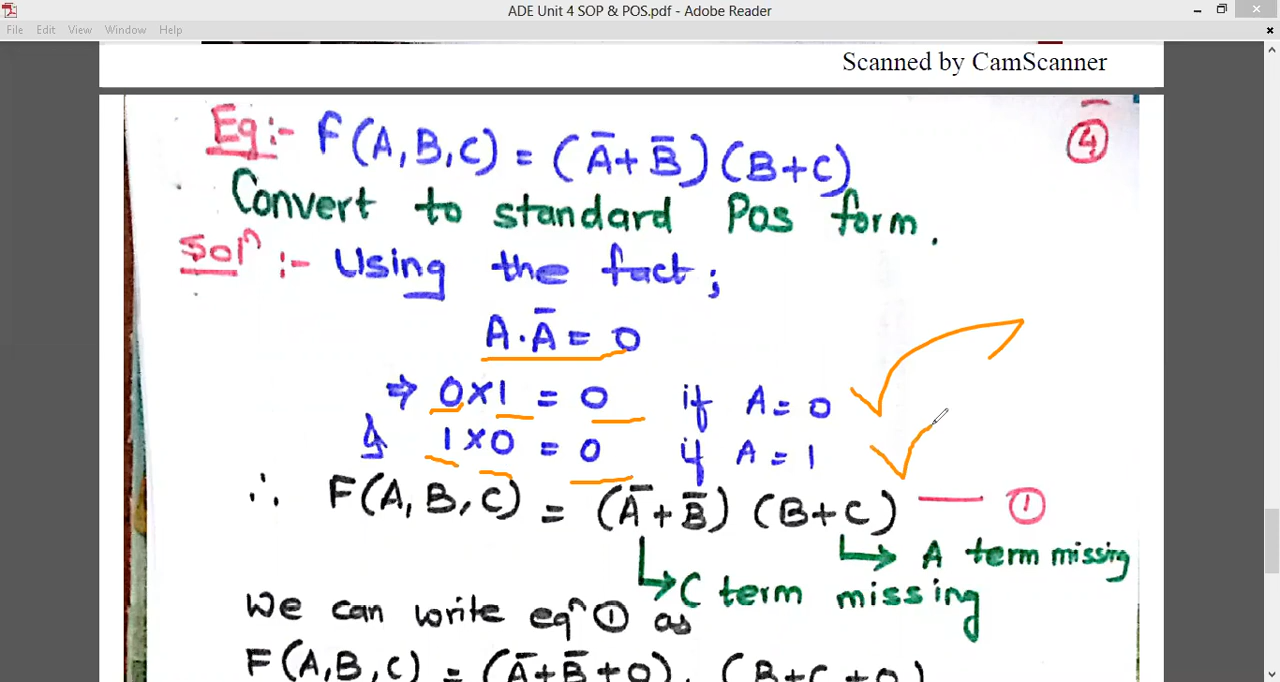 ADE Unit 4 SOP & POS.pdf - Adobe Reader
File Edit View Window Help
Scanned by CamScanner
Eg:- F(A,B,C) = (A̅+B̅)(B+C)
④
Convert to standard Pos form.
Solⁿ :- Using the fact;
A·A̅ = 0
⇒ 0×1 = 0 if A = 0
& 1×0 = 0 if A = 1
∴ F(A,B,C) = (A̅+B̅) (B+C) — ①
A term missing
C term missing
We can write eqⁿ ① as
F(A,B,C) = (A̅+B̅+0). (B+C+0)